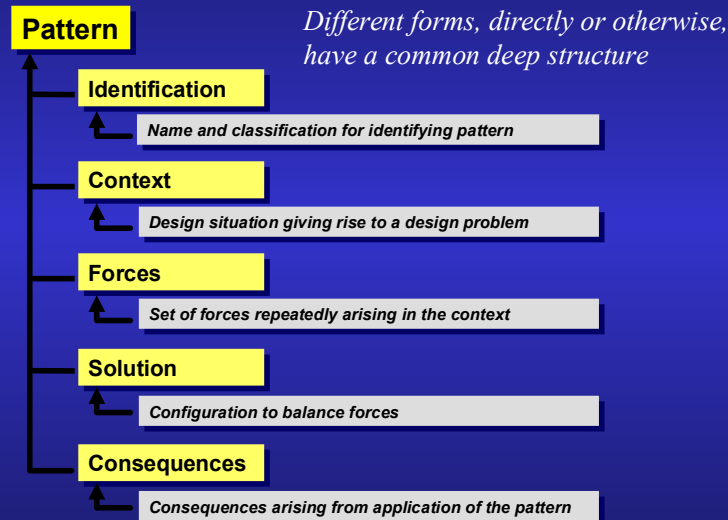 Pattern
Different forms, directly or otherwise,
have a common deep structure
Identification
Name and classification for identifying pattern
Context
Design situation giving rise to a design problem
Forces
Set of forces repeatedly arising in the context
Solution
Configuration to balance forces
Consequences
Consequences arising from application of the pattern